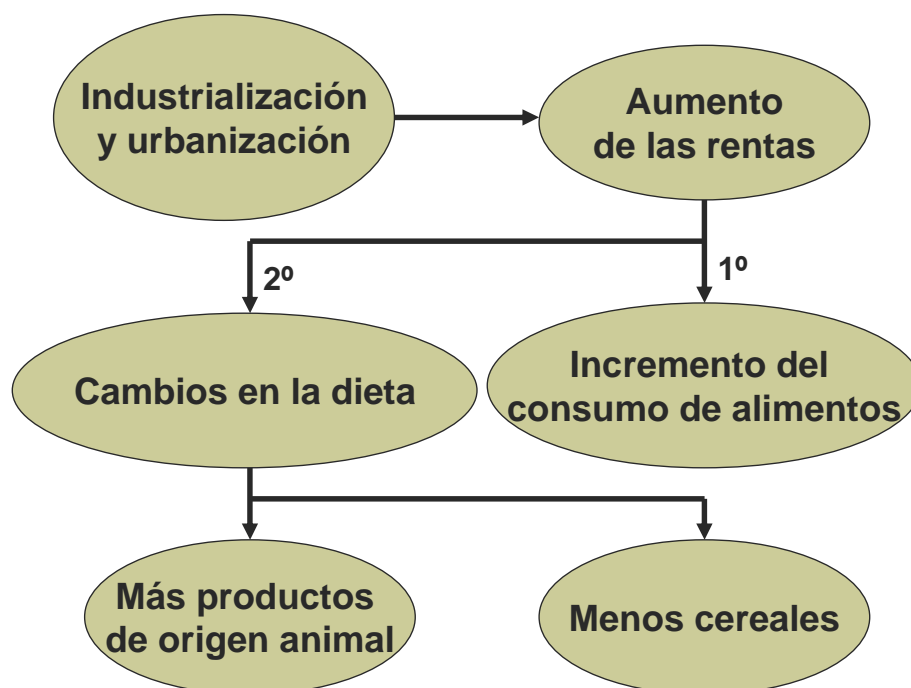 Industrialización
y urbanización
Aumento
de las rentas
2º
1º
Cambios en la dieta
Incremento del
consumo de alimentos
Más productos
de origen animal
Menos cereales